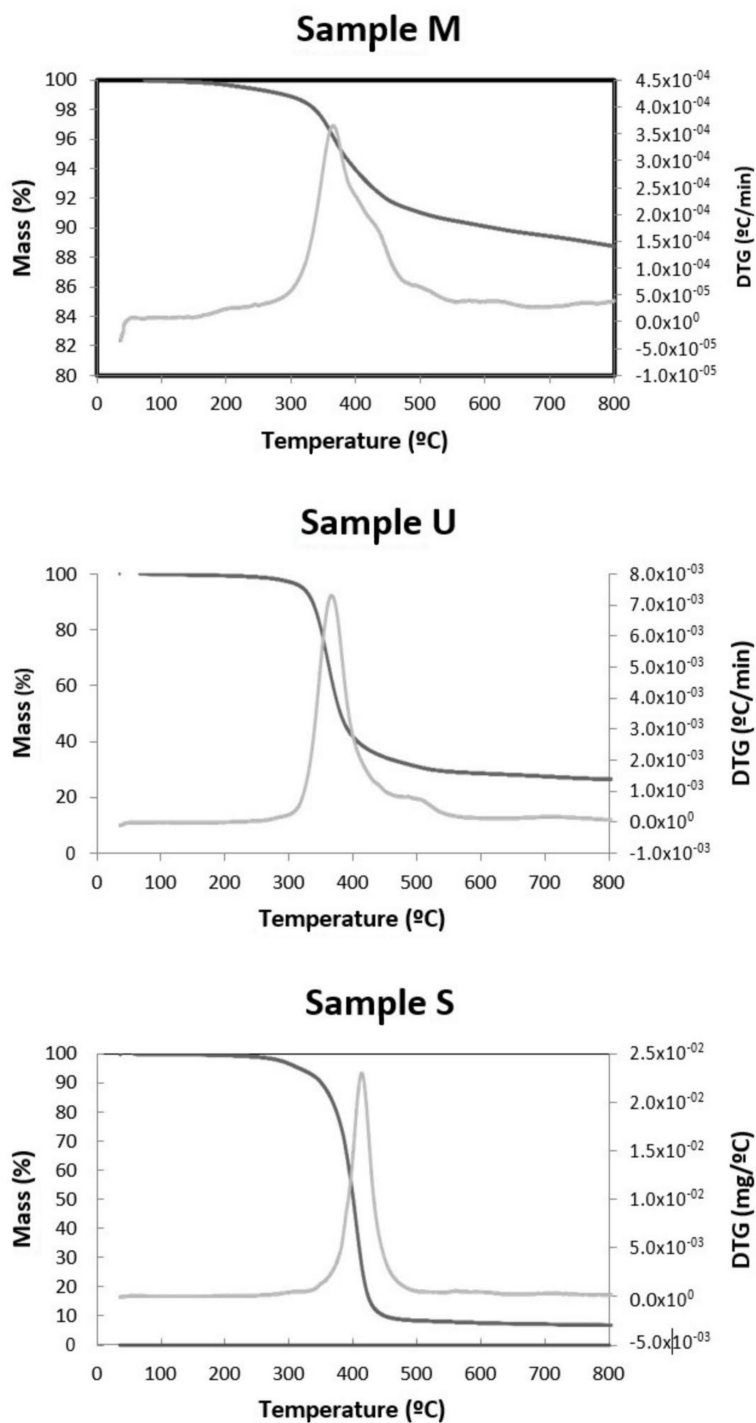 Sample M
100
98
96
94
92
90
88
86
84
82
80
Mass (%)
4.5x10⁻⁰⁴
4.0x10⁻⁰⁴
3.5x10⁻⁰⁴
3.0x10⁻⁰⁴
2.5x10⁻⁰⁴
2.0x10⁻⁰⁴
1.5x10⁻⁰⁴
1.0x10⁻⁰⁴
5.0x10⁻⁰⁵
0.0x10⁰
-5.0x10⁻⁰⁵
-1.0x10⁻⁰⁵
DTG (ºC/min)
0 100 200 300 400 500 600 700 800
Temperature (ºC)
Sample U
100
80
60
40
20
0
Mass (%)
8.0x10⁻⁰³
7.0x10⁻⁰³
6.0x10⁻⁰³
5.0x10⁻⁰³
4.0x10⁻⁰³
3.0x10⁻⁰³
2.0x10⁻⁰³
1.0x10⁻⁰³
0.0x10⁰
-1.0x10⁻⁰³
DTG (ºC/min)
0 100 200 300 400 500 600 700 800
Temperature (ºC)
Sample S
100
90
80
70
60
50
40
30
20
10
0
Mass (%)
2.5x10⁻⁰²
2.0x10⁻⁰²
1.5x10⁻⁰²
1.0x10⁻⁰²
5.0x10⁻⁰³
0.0x10⁰
-5.0x10⁻⁰³
DTG (mg/ºC)
0 100 200 300 400 500 600 700 800
Temperature (ºC)